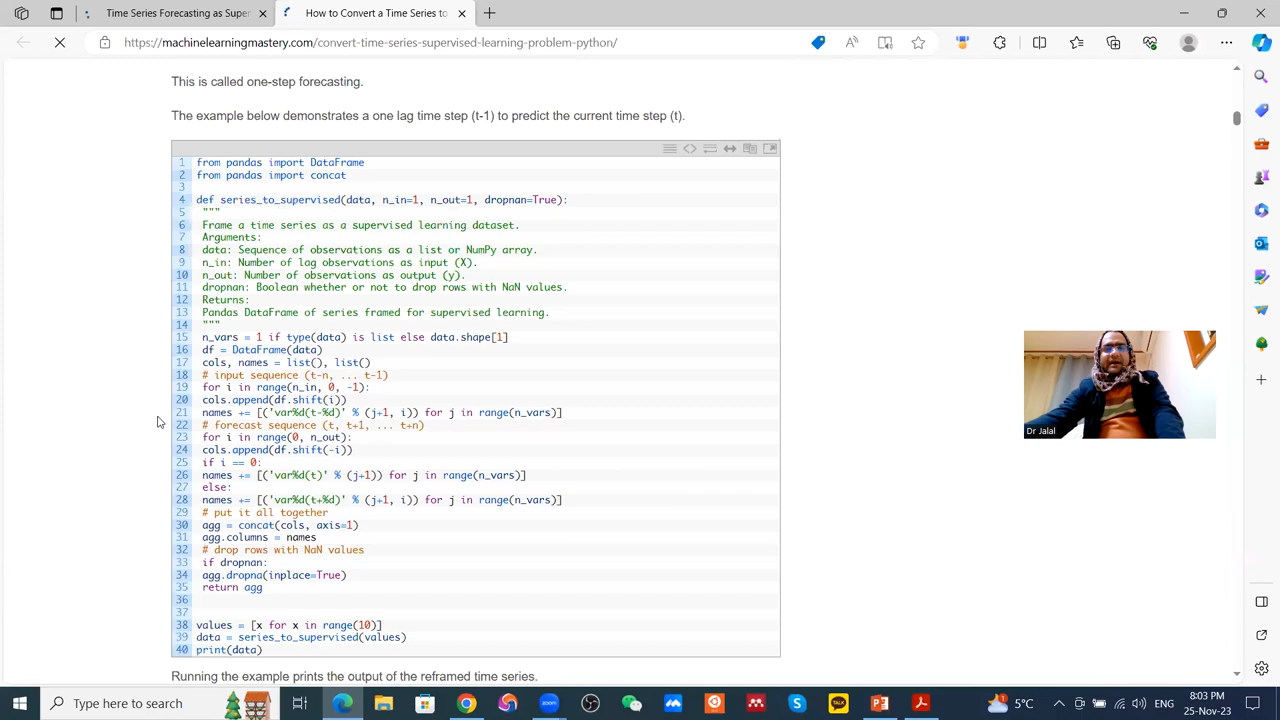 Time Series Forecasting as Super
How to Convert a Time Series to
https://machinelearningmastery.com/convert-time-series-supervised-learning-problem-python/
This is called one-step forecasting.
The example below demonstrates a one lag time step (t-1) to predict the current time step (t).
1 from pandas import DataFrame
2 from pandas import concat
3
4 def series_to_supervised(data, n_in=1, n_out=1, dropnan=True):
5 """
6 Frame a time series as a supervised learning dataset.
7 Arguments:
8 data: Sequence of observations as a list or NumPy array.
9 n_in: Number of lag observations as input (X).
10 n_out: Number of observations as output (y).
11 dropnan: Boolean whether or not to drop rows with NaN values.
12 Returns:
13 Pandas DataFrame of series framed for supervised learning.
14 """
15 n_vars = 1 if type(data) is list else data.shape[1]
16 df = DataFrame(data)
17 cols, names = list(), list()
18 # input sequence (t-n, ... t-1)
19 for i in range(n_in, 0, -1):
20 cols.append(df.shift(i))
21 names += [('var%d(t-%d)' % (j+1, i)) for j in range(n_vars)]
22 # forecast sequence (t, t+1, ... t+n)
23 for i in range(0, n_out):
24 cols.append(df.shift(-i))
25 if i == 0:
26 names += [('var%d(t)' % (j+1)) for j in range(n_vars)]
27 else:
28 names += [('var%d(t+%d)' % (j+1, i)) for j in range(n_vars)]
29 # put it all together
30 agg = concat(cols, axis=1)
31 agg.columns = names
32 # drop rows with NaN values
33 if dropnan:
34 agg.dropna(inplace=True)
35 return agg
36
37
38 values = [x for x in range(10)]
39 data = series_to_supervised(values)
40 print(data)
Running the example prints the output of the reframed time series.
Dr Jalal
Type here to search
zoom
5°C
8:03 PM
25-Nov-23